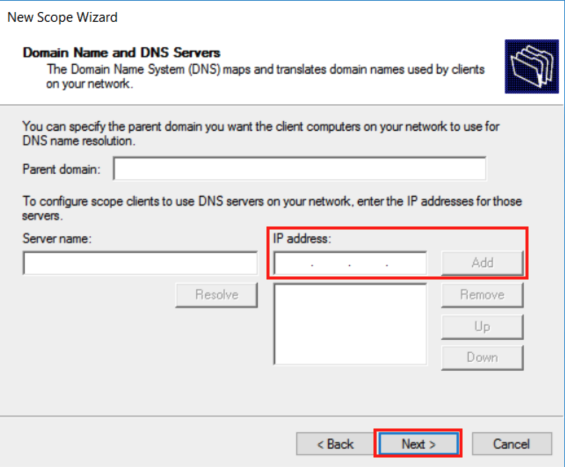 New Scope Wizard
Domain Name and DNS Servers
The Domain Name System (DNS) maps and translates domain names used by clients
on your network.
You can specify the parent domain you want the client computers on your network to use for
DNS name resolution.
Parent domain:
To configure scope clients to use DNS servers on your network, enter the IP addresses for those
servers.
Server name:
IP address:
. . .
Add
Resolve
Remove
Up
Down
< Back
Next >
Cancel